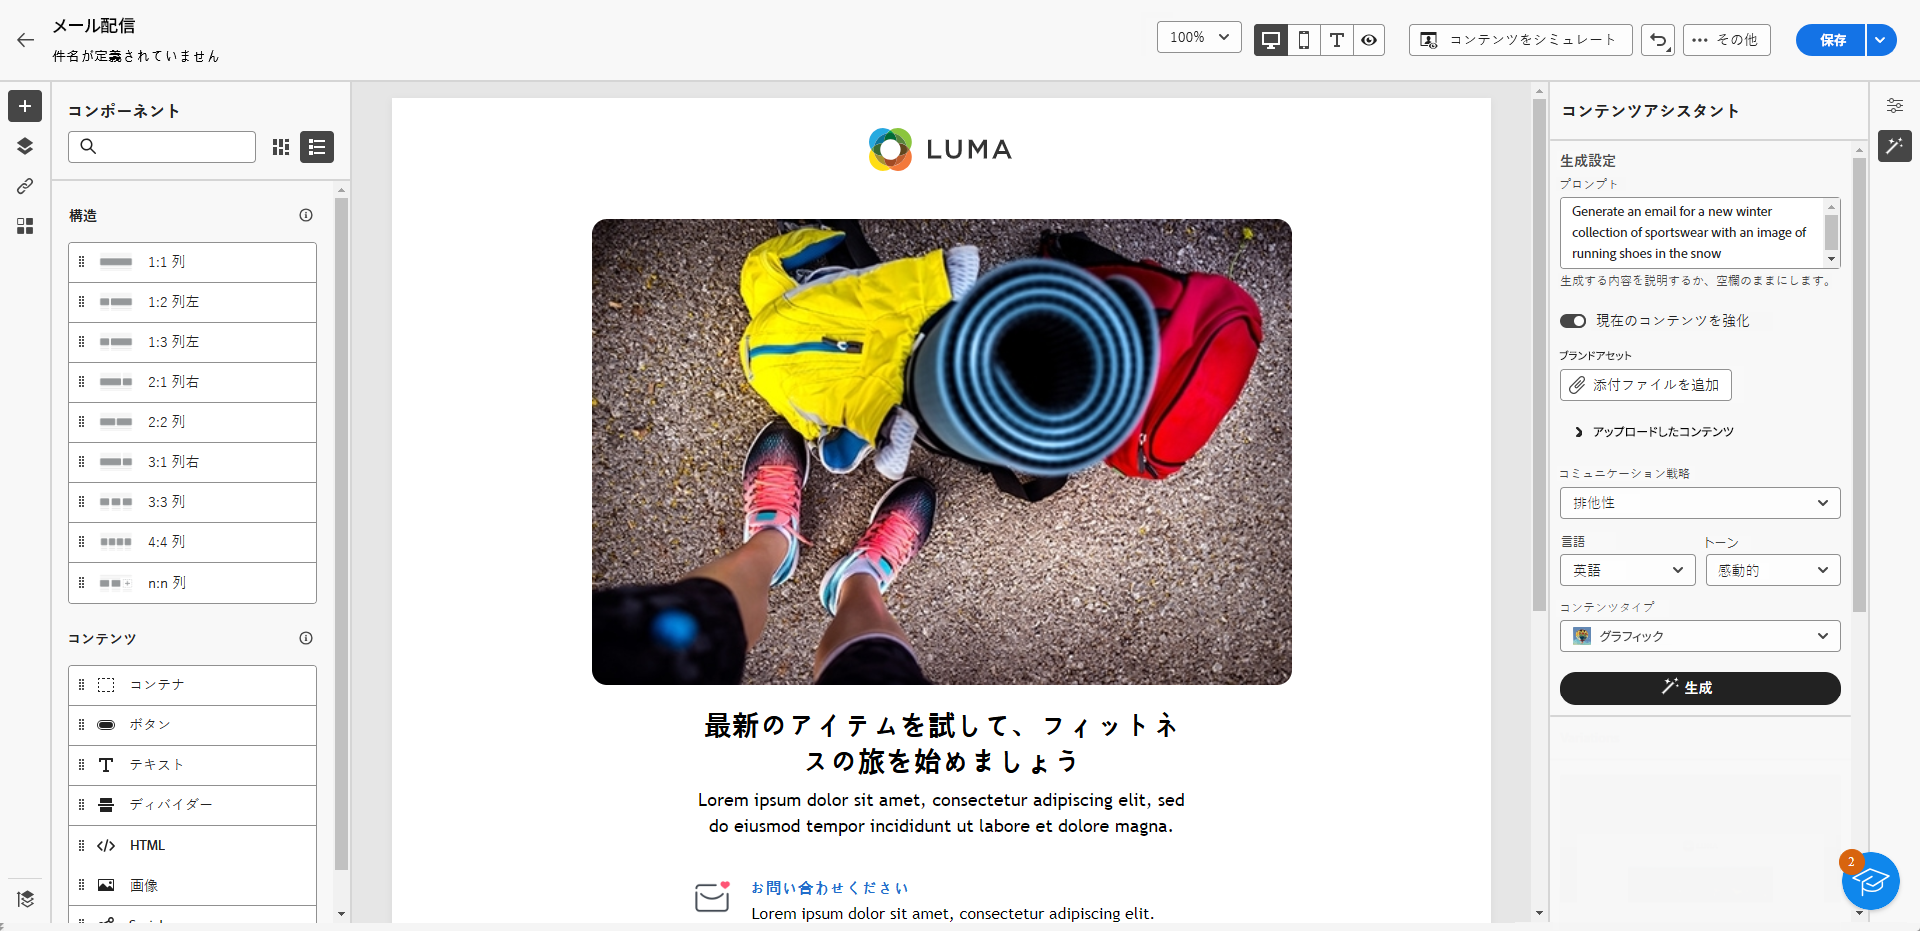 メール配信
件名が定義されていません
100%
コンテンツをシミュレート
その他
保存
コンポーネント
構造
1:1 列
1:2 列左
1:3 列左
2:1 列右
2:2 列
3:1 列右
3:3 列
4:4 列
n:n 列
コンテンツ
コンテナ
ボタン
テキスト
ディバイダー
HTML
画像
LUMA
最新のアイテムを試して、フィットネ
スの旅を始めましょう
Lorem ipsum dolor sit amet, consectetur adipiscing elit, sed
do eiusmod tempor incididunt ut labore et dolore magna.
お問い合わせください
Lorem ipsum dolor sit amet, consectetur adipiscing elit.
コンテンツアシスタント
生成設定
プロンプト
Generate an email for a new winter
collection of sportswear with an image of
running shoes in the snow
生成する内容を説明するか、空欄のままにします。
現在のコンテンツを強化
ブランドアセット
添付ファイルを追加
アップロードしたコンテンツ
コミュニケーション戦略
排他性
言語
トーン
英語
感動的
コンテンツタイプ
グラフィック
生成
2